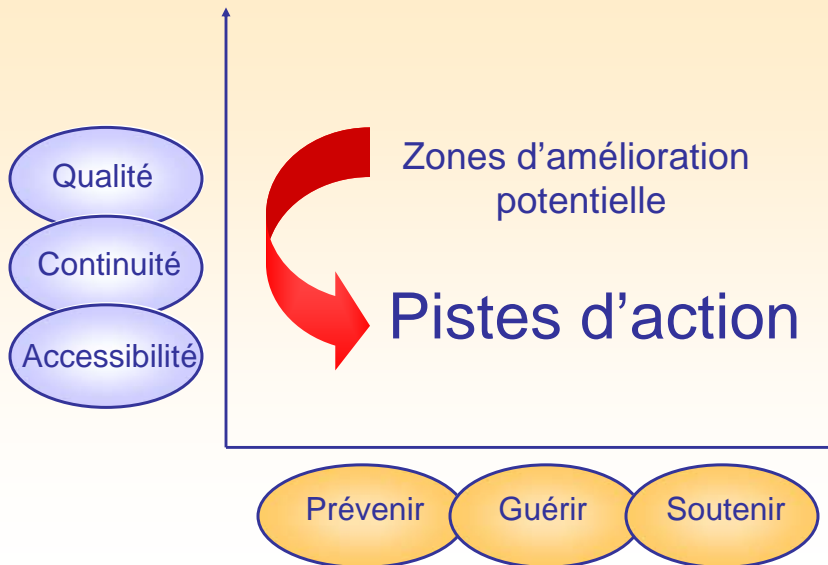 Qualité
Continuité
Accessibilité
Zones d'amélioration
potentielle
Pistes d'action
Prévenir
Guérir
Soutenir